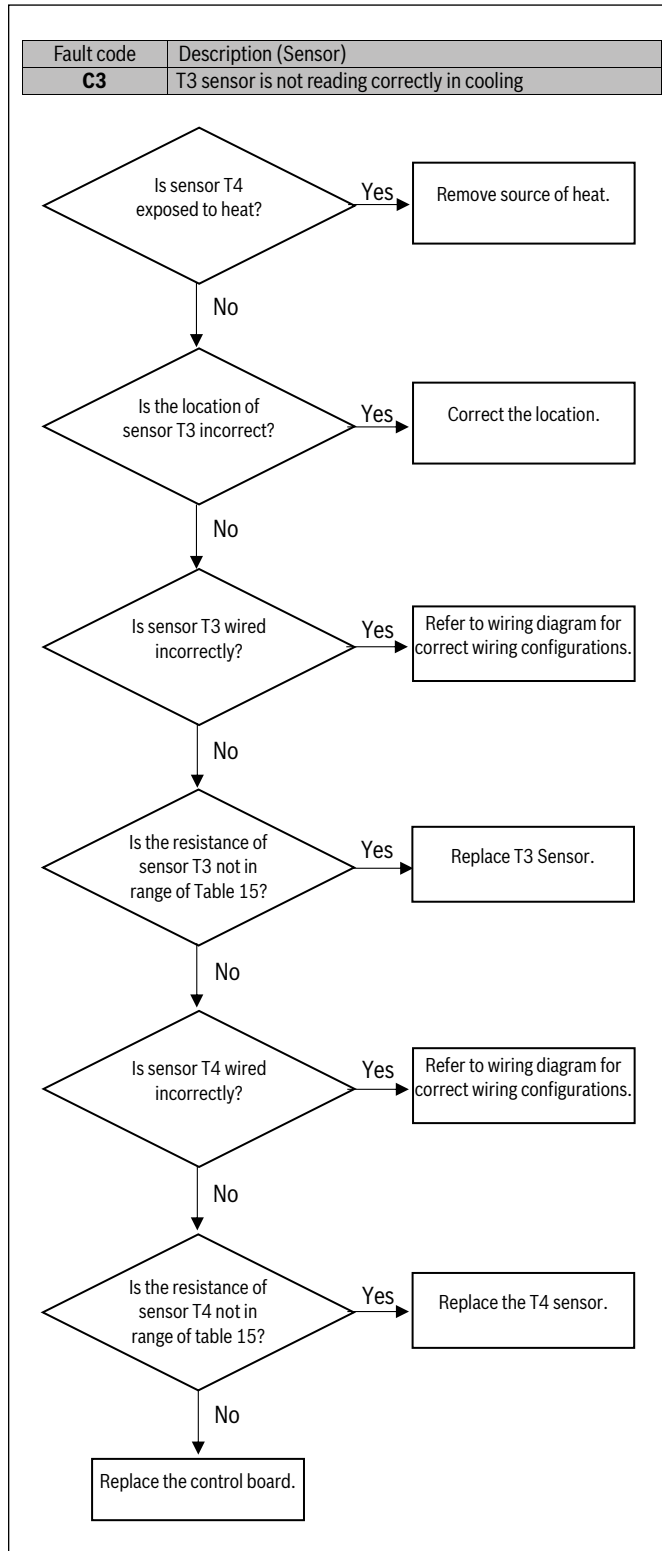 Fault code Description (Sensor)
C3 T3 sensor is not reading correctly in cooling
Is sensor T4
exposed to heat?
Yes
Remove source of heat.
No
Is the location of
sensor T3 incorrect?
Yes
Correct the location.
No
Is sensor T3 wired
incorrectly?
Yes
Refer to wiring diagram for
correct wiring configurations.
No
Is the resistance of
sensor T3 not in
range of Table 15?
Yes
Replace T3 Sensor.
No
Is sensor T4 wired
incorrectly?
Yes
Refer to wiring diagram for
correct wiring configurations.
No
Is the resistance of
sensor T4 not in
range of table 15?
Yes
Replace the T4 sensor.
No
Replace the control board.